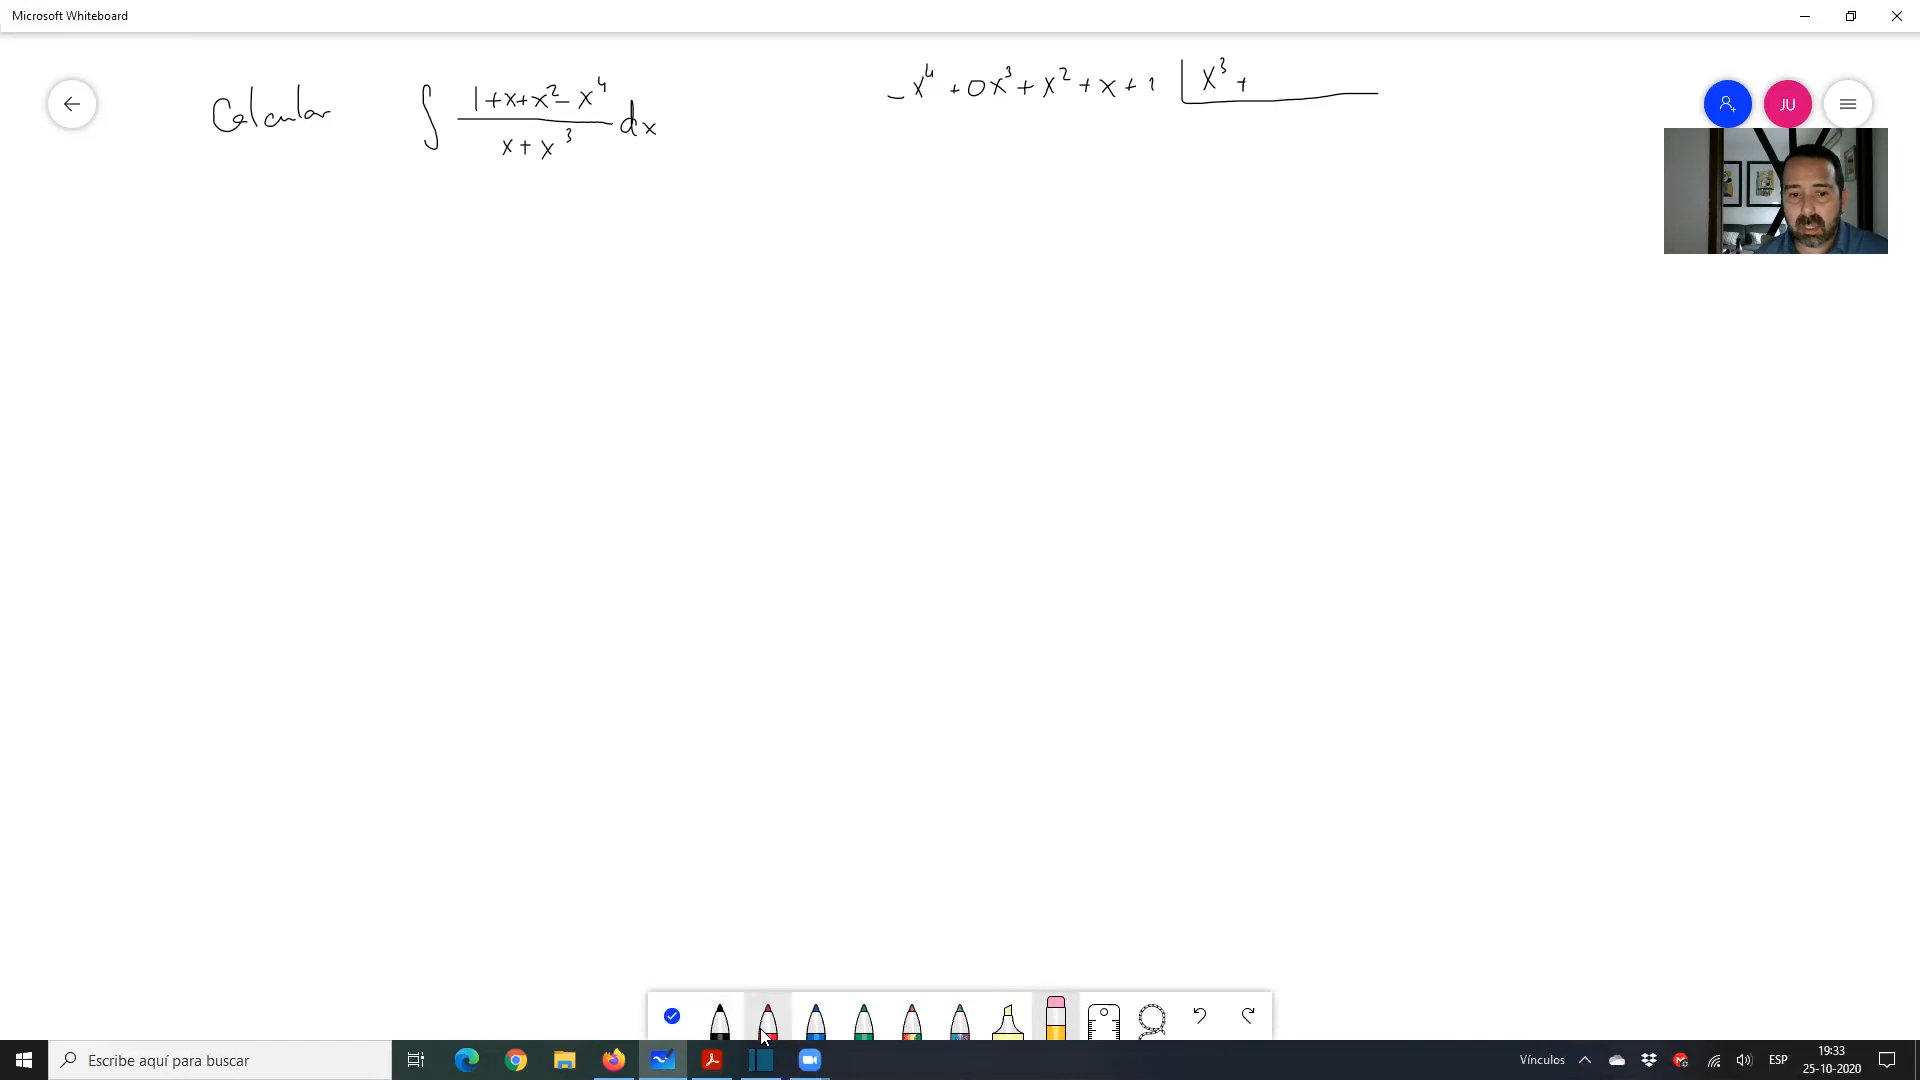 Microsoft Whiteboard
Calcular ∫ (1+x+x²-x⁴)/(x+x³) dx
-x⁴+0x³+x²+x+1 | x³+
JU
Escribe aquí para buscar
Vínculos
ESP
19:33
25-10-2020